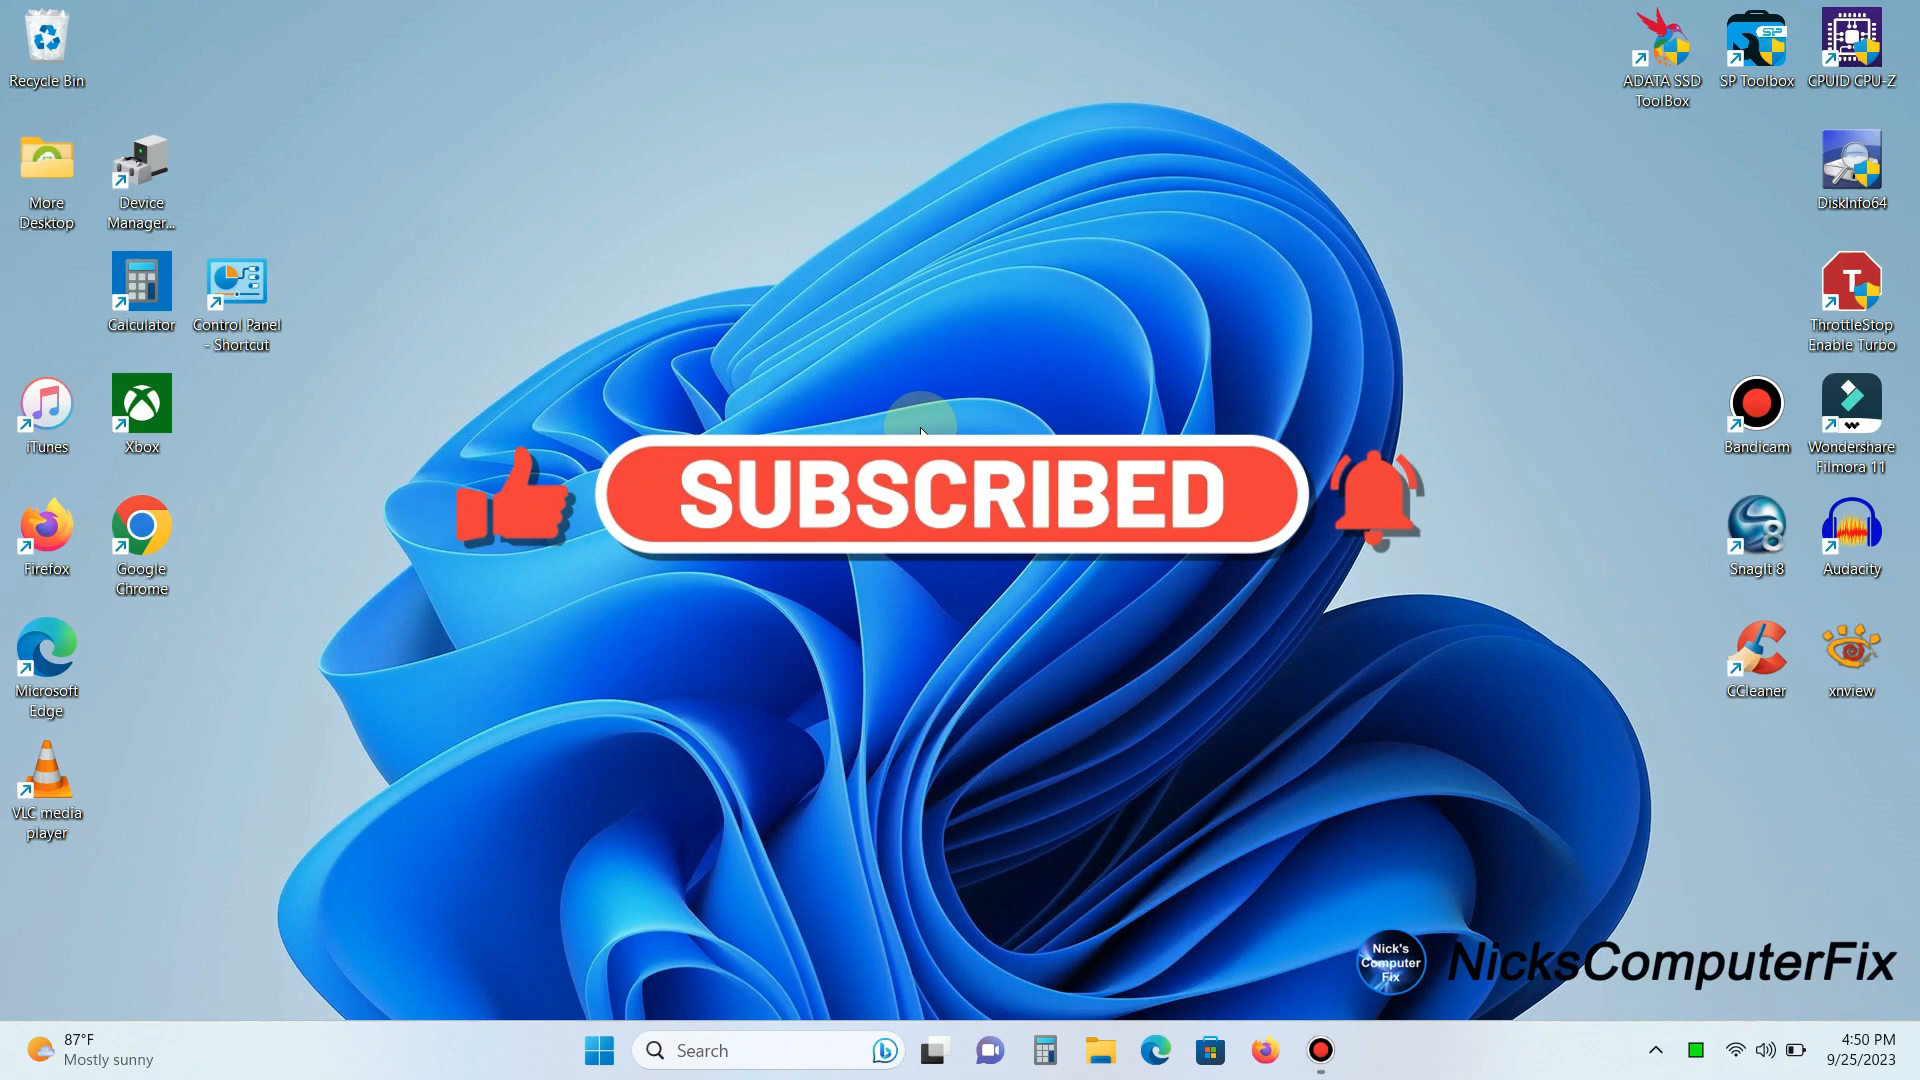 Recycle Bin
More
Desktop
Device
Manager...
Calculator
Control Panel
- Shortcut
iTunes
Xbox
Firefox
Google
Chrome
Microsoft
Edge
VLC media
player
ADATA SSD
ToolBox
SP Toolbox
SP
CPUID CPU-Z
DiskInfo64
T
ThrottleStop
Enable Turbo
Bandicam
Wondershare
Filmora 11
SnagIt 8
Audacity
CCleaner
xnview
SUBSCRIBED
Nick's
Computer
Fix
NicksComputerFix
87°F
Mostly sunny
Search
4:50 PM
9/25/2023